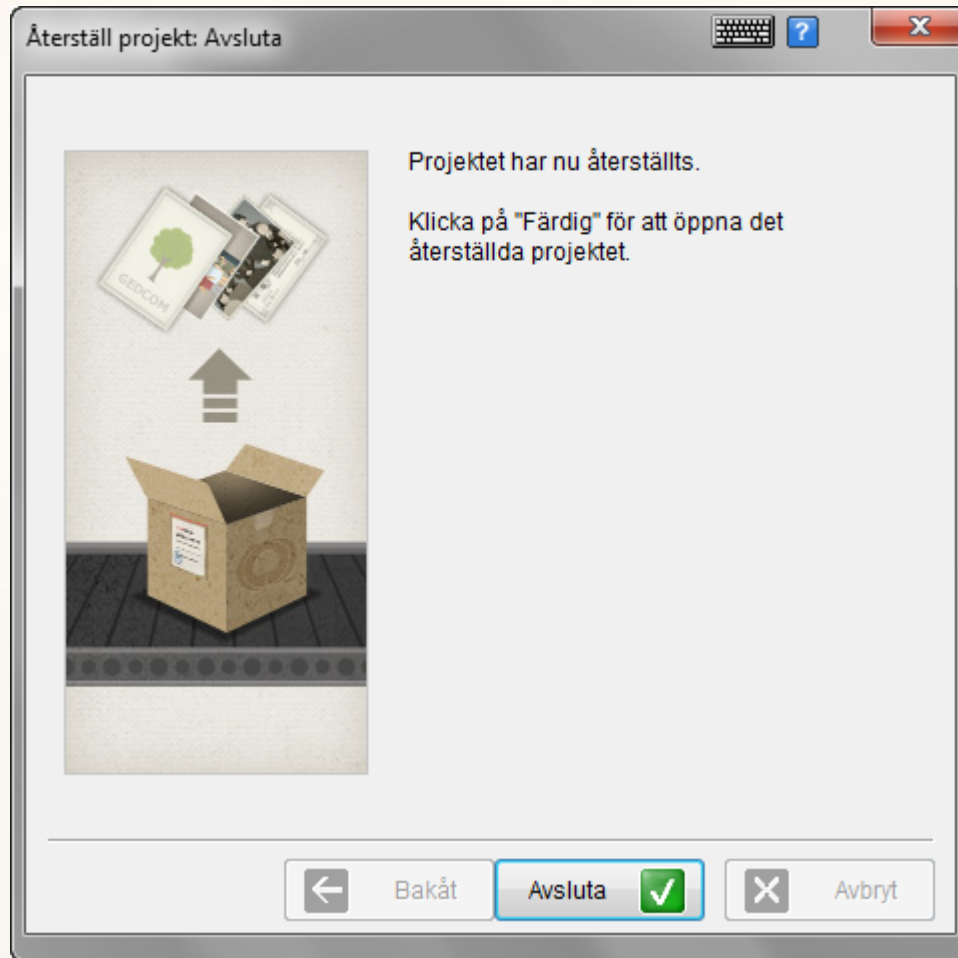 Återställ projekt: Avsluta
?
Projektet har nu återställts.
Klicka på "Färdig" för att öppna det
återställda projektet.
GEDCOM
Bakåt
Avsluta
Avbryt